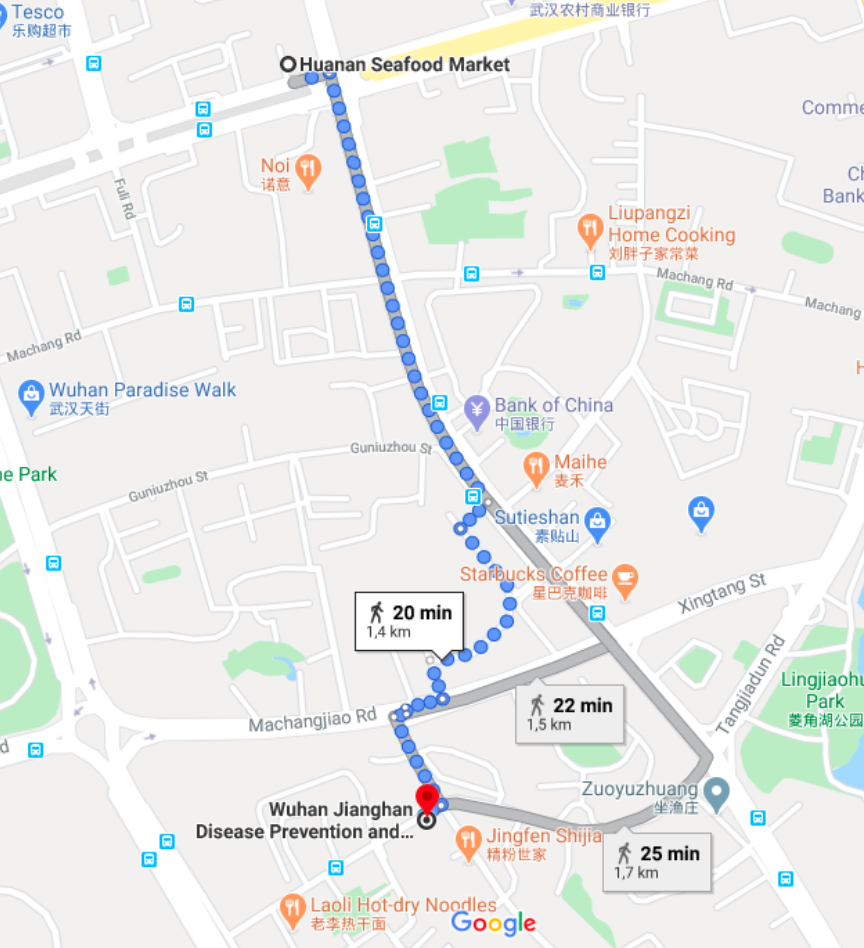 武汉农村商业银行
Tesco
乐购超市
Huanan Seafood Market
Comme
Noi
诺意
Ch
Bank
Fuli Rd
Liupangzi
Home Cooking
刘胖子家常菜
Machang Rd
Machang
Machang Rd
Wuhan Paradise Walk
武汉天街
H
Bank of China
中国银行
Guniuzhou St
Maihe
麦禾
ne Park
Guniuzhou St
Sutieshan
素贴山
Starbucks Coffee
星巴克咖啡
Xingtang St
20 min
1,4 km
Tangjiadun Rd
Lingjiaohu
Park
菱角湖公园
22 min
1,5 km
Machangjiao Rd
d
Zuoyuzhuang
坐渔庄
Wuhan Jianghan
Disease Prevention and...
Jingfen Shijia
精粉世家
25 min
1,7 km
Laoli Hot-dry Noodles
老李热干面
Google